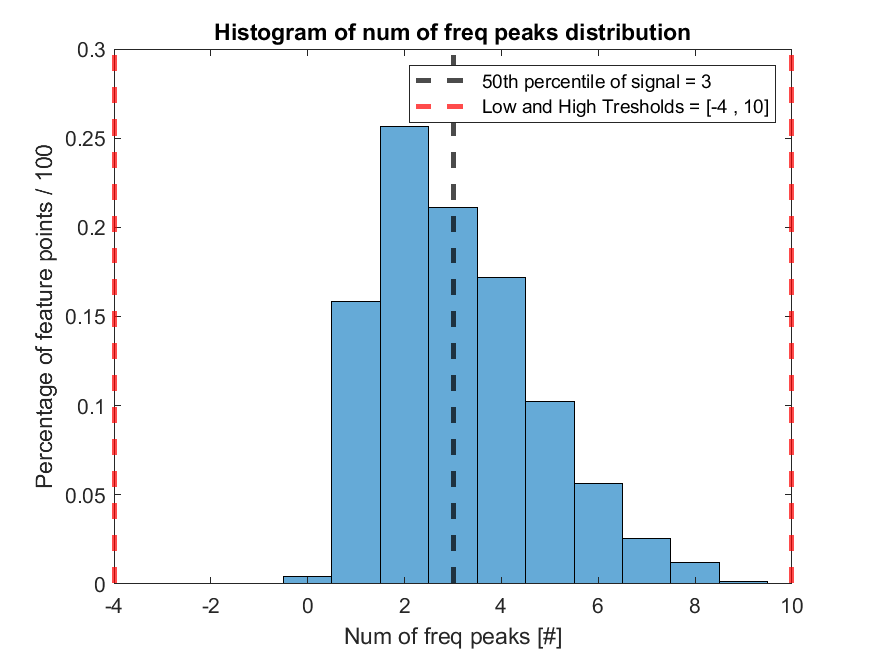 Histogram of num of freq peaks distribution
50th percentile of signal = 3
Low and High Tresholds = [-4 , 10]
Percentage of feature points / 100
0.3
0.25
0.2
0.15
0.1
0.05
0
-4 -2 0 2 4 6 8 10
Num of freq peaks [#]